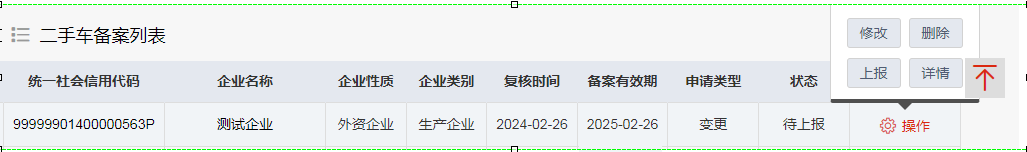 二手车备案列表
修改 删除
上报 详情
统一社会信用代码 企业名称 企业性质 企业类别 复核时间 备案有效期 申请类型 状态
99999901400000563P 测试企业 外资企业 生产企业 2024-02-26 2025-02-26 变更 待上报 操作